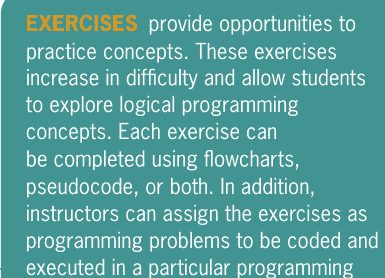 EXERCISES provide opportunities to
practice concepts. These exercises
increase in difficulty and allow students
to explore logical programming
concepts. Each exercise can
be completed using flowcharts,
pseudocode, or both. In addition,
instructors can assign the exercises as
programming problems to be coded and
executed in a particular programming